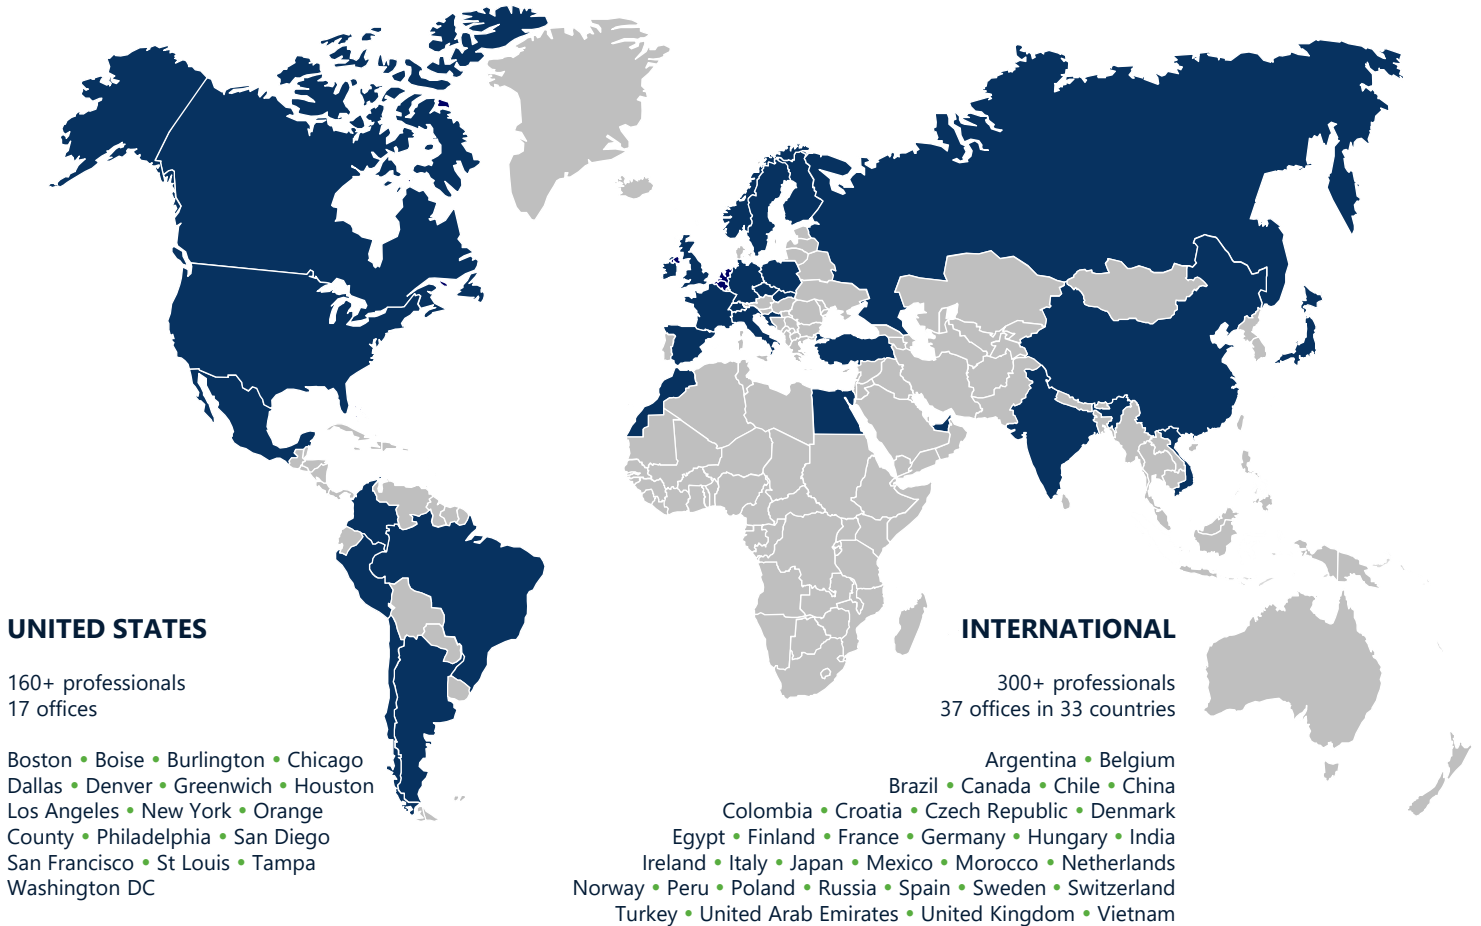 UNITED STATES
160+ professionals
17 offices
Boston • Boise • Burlington • Chicago
Dallas • Denver • Greenwich • Houston
Los Angeles • New York • Orange
County • Philadelphia • San Diego
San Francisco • St Louis • Tampa
Washington DC
INTERNATIONAL
300+ professionals
37 offices in 33 countries
Argentina • Belgium
Brazil • Canada • Chile • China
Colombia • Croatia • Czech Republic • Denmark
Egypt • Finland • France • Germany • Hungary • India
Ireland • Italy • Japan • Mexico • Morocco • Netherlands
Norway • Peru • Poland • Russia • Spain • Sweden • Switzerland
Turkey • United Arab Emirates • United Kingdom • Vietnam